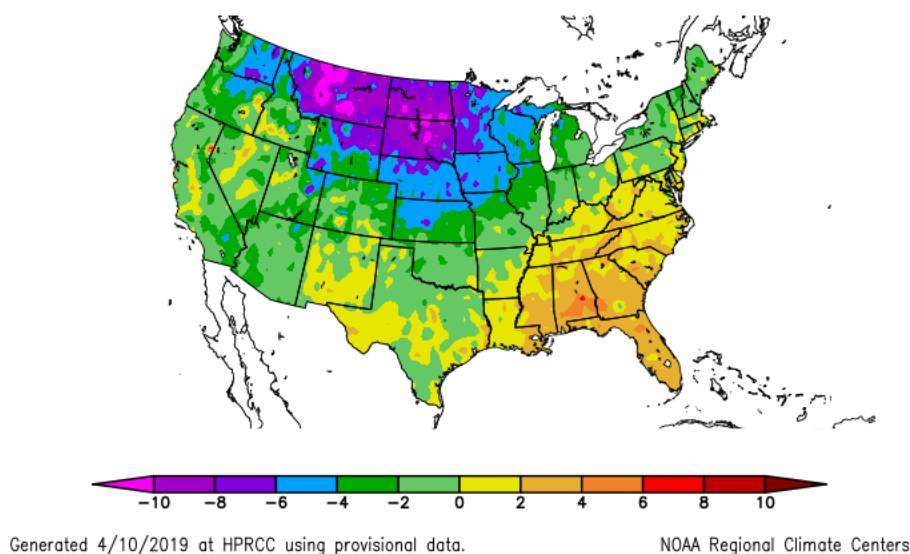 -10 -8 -6 -4 -2 0 2 4 6 8 10
Generated 4/10/2019 at HPRCC using provisional data. NOAA Regional Climate Centers